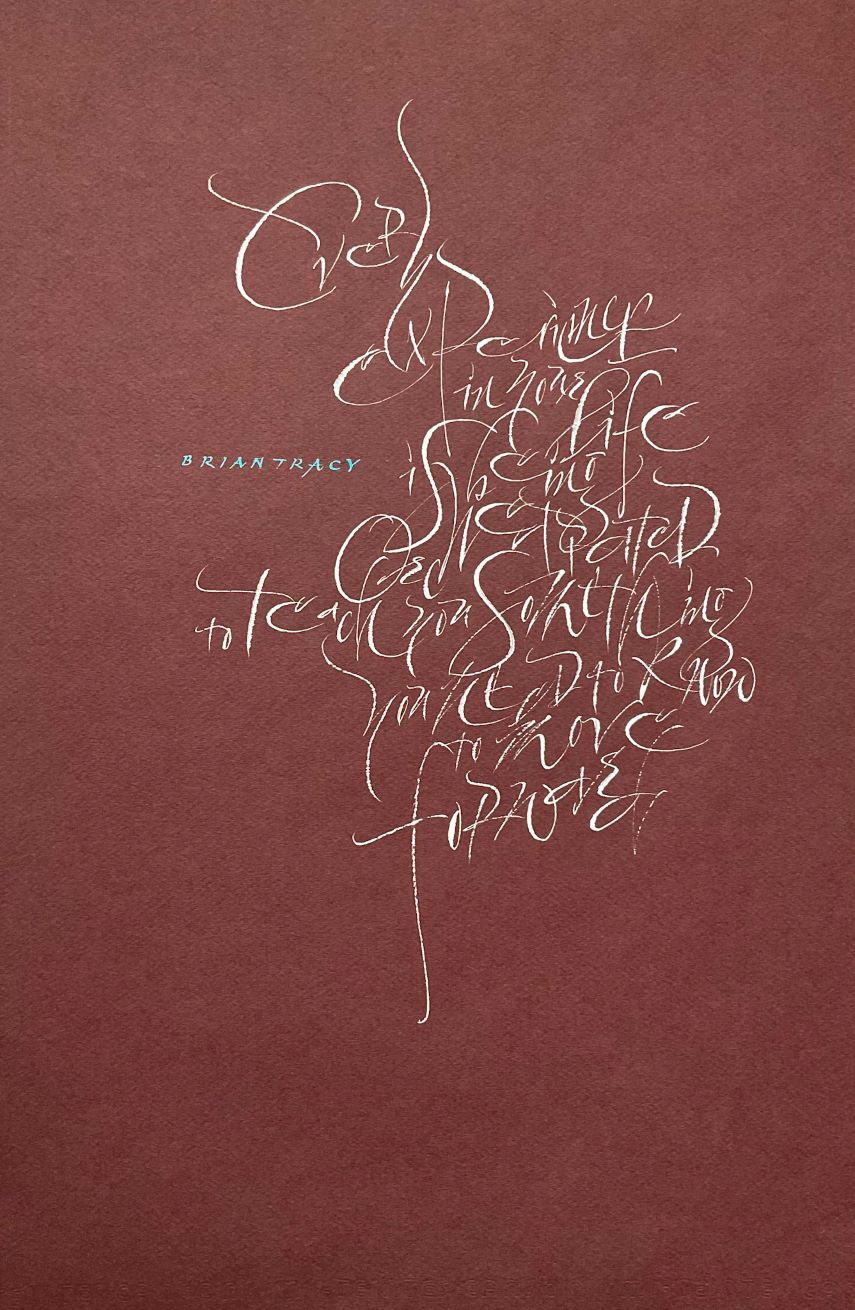 Every
experience
in your life
BRIAN TRACY
is being
orchestrated
to teach you something
you need to know
to move
forward